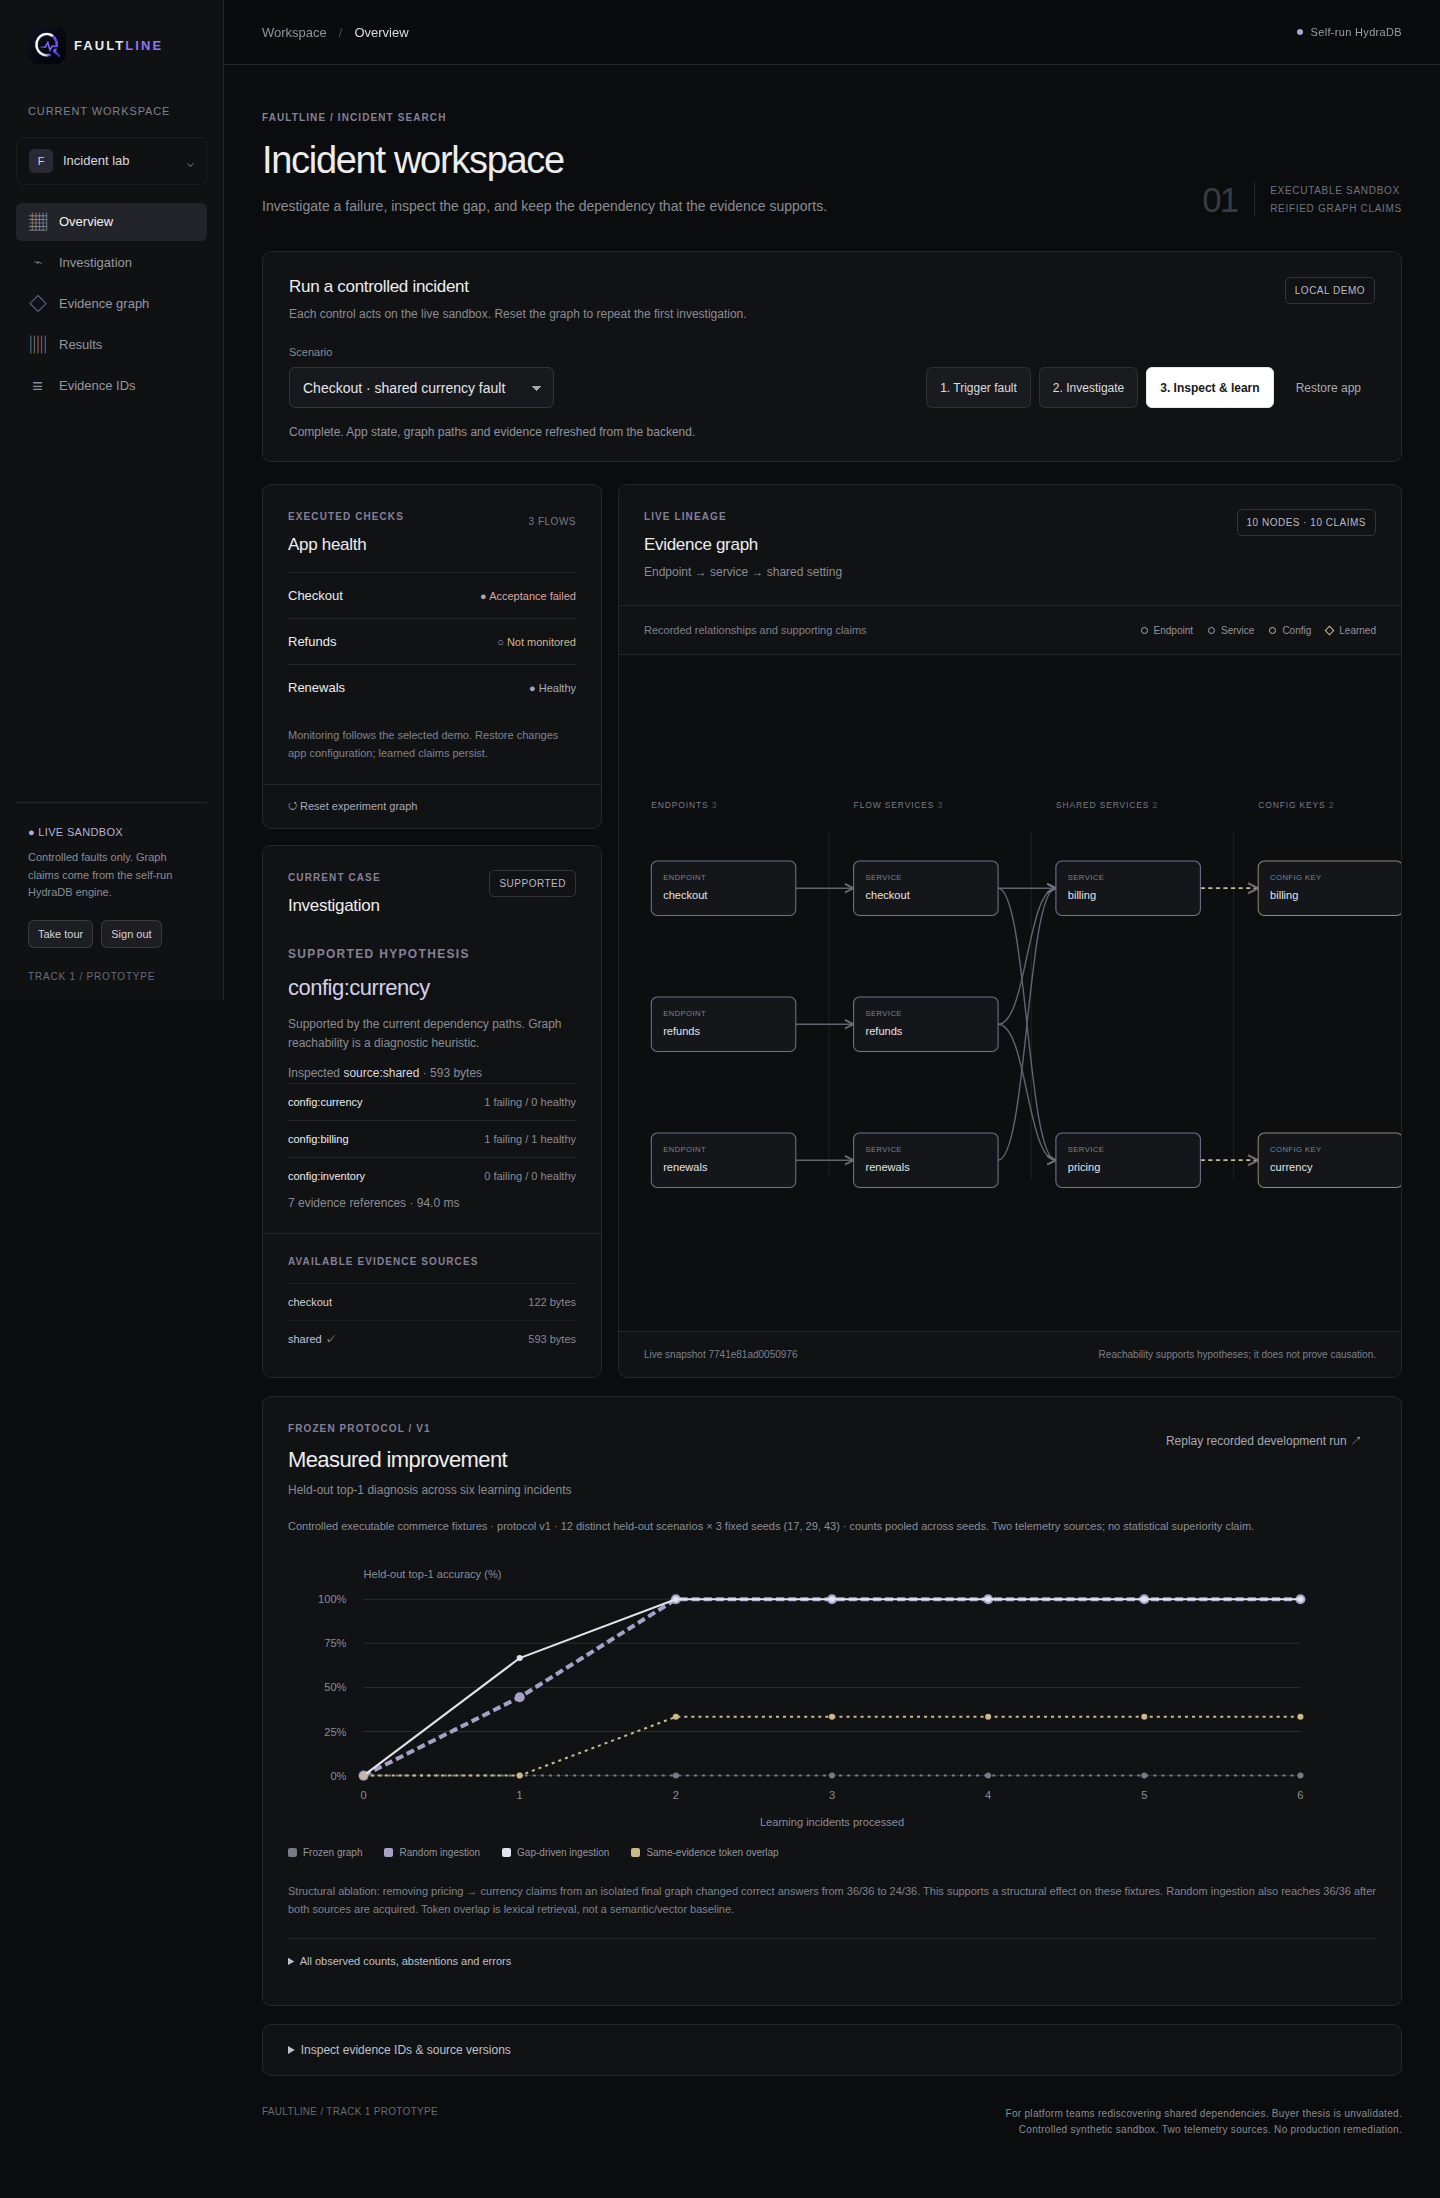 FAULTLINE
CURRENT WORKSPACE
F Incident lab
Overview
Investigation
Evidence graph
Results
Evidence IDs
● LIVE SANDBOX
Controlled faults only. Graph
claims come from the self-run
HydraDB engine.
Take tour
Sign out
TRACK 1 / PROTOTYPE
Workspace / Overview
Self-run HydraDB
FAULTLINE / INCIDENT SEARCH
Incident workspace
Investigate a failure, inspect the gap, and keep the dependency that the evidence supports.
01
EXECUTABLE SANDBOX
REIFIED GRAPH CLAIMS
Run a controlled incident
Each control acts on the live sandbox. Reset the graph to repeat the first investigation.
LOCAL DEMO
Scenario
Checkout · shared currency fault
1. Trigger fault
2. Investigate
3. Inspect & learn
Restore app
Complete. App state, graph paths and evidence refreshed from the backend.
EXECUTED CHECKS
3 FLOWS
App health
Checkout ● Acceptance failed
Refunds ○ Not monitored
Renewals ● Healthy
Monitoring follows the selected demo. Restore changes
app configuration; learned claims persist.
Reset experiment graph
CURRENT CASE
SUPPORTED
Investigation
SUPPORTED HYPOTHESIS
config:currency
Supported by the current dependency paths. Graph
reachability is a diagnostic heuristic.
Inspected source:shared · 593 bytes
config:currency 1 failing / 0 healthy
config:billing 1 failing / 1 healthy
config:inventory 0 failing / 0 healthy
7 evidence references · 94.0 ms
AVAILABLE EVIDENCE SOURCES
checkout 122 bytes
shared ✓ 593 bytes
LIVE LINEAGE
10 NODES · 10 CLAIMS
Evidence graph
Endpoint → service → shared setting
Recorded relationships and supporting claims
Endpoint Service Config Learned
ENDPOINTS 3 FLOW SERVICES 3 SHARED SERVICES 2 CONFIG KEYS 2
ENDPOINT SERVICE SERVICE CONFIG KEY
checkout checkout billing billing
ENDPOINT SERVICE
refunds refunds
ENDPOINT SERVICE SERVICE CONFIG KEY
renewals renewals pricing currency
Live snapshot 7741e81ad0050976
Reachability supports hypotheses; it does not prove causation.
FROZEN PROTOCOL / V1
Measured improvement
Replay recorded development run ↗
Held-out top-1 diagnosis across six learning incidents
Controlled executable commerce fixtures · protocol v1 · 12 distinct held-out scenarios × 3 fixed seeds (17, 29, 43) · counts pooled across seeds. Two telemetry sources; no statistical superiority claim.
Held-out top-1 accuracy (%)
100%
75%
50%
25%
0%
0 1 2 3 4 5 6
Learning incidents processed
Frozen graph Random ingestion Gap-driven ingestion Same-evidence token overlap
Structural ablation: removing pricing → currency claims from an isolated final graph changed correct answers from 36/36 to 24/36. This supports a structural effect on these fixtures. Random ingestion also reaches 36/36 after
both sources are acquired. Token overlap is lexical retrieval, not a semantic/vector baseline.
All observed counts, abstentions and errors
Inspect evidence IDs & source versions
FAULTLINE / TRACK 1 PROTOTYPE
For platform teams rediscovering shared dependencies. Buyer thesis is unvalidated.
Controlled synthetic sandbox. Two telemetry sources. No production remediation.